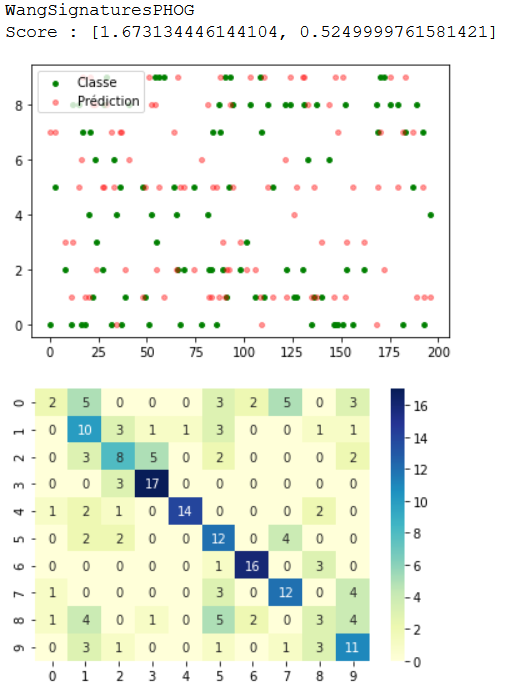 WangSignaturesPHOG
Score : [1.673134446144104, 0.5249999761581421]
Classe
Prédiction
8
6
4
2
0
0 25 50 75 100 125 150 175 200
0 2 5 0 0 0 3 2 5 0 3
1 0 10 3 1 1 3 0 0 1 1
2 0 3 8 5 0 2 0 0 0 2
3 0 0 3 17 0 0 0 0 0 0
4 1 2 1 0 14 0 0 0 2 0
5 0 2 2 0 0 12 0 4 0 0
6 0 0 0 0 0 1 16 0 3 0
7 1 0 0 0 0 3 0 12 0 4
8 1 4 0 1 0 5 2 0 3 4
9 0 3 1 0 0 1 0 1 3 11
0 1 2 3 4 5 6 7 8 9
16
14
12
10
8
6
4
2
0